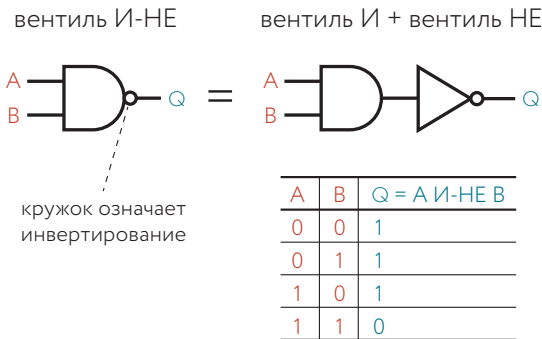 вентиль И-НЕ
вентиль И + вентиль НЕ
A
B
Q
=
A
B
Q
кружок означает
инвертирование
A B Q = A И-НЕ B
0 0 1
0 1 1
1 0 1
1 1 0